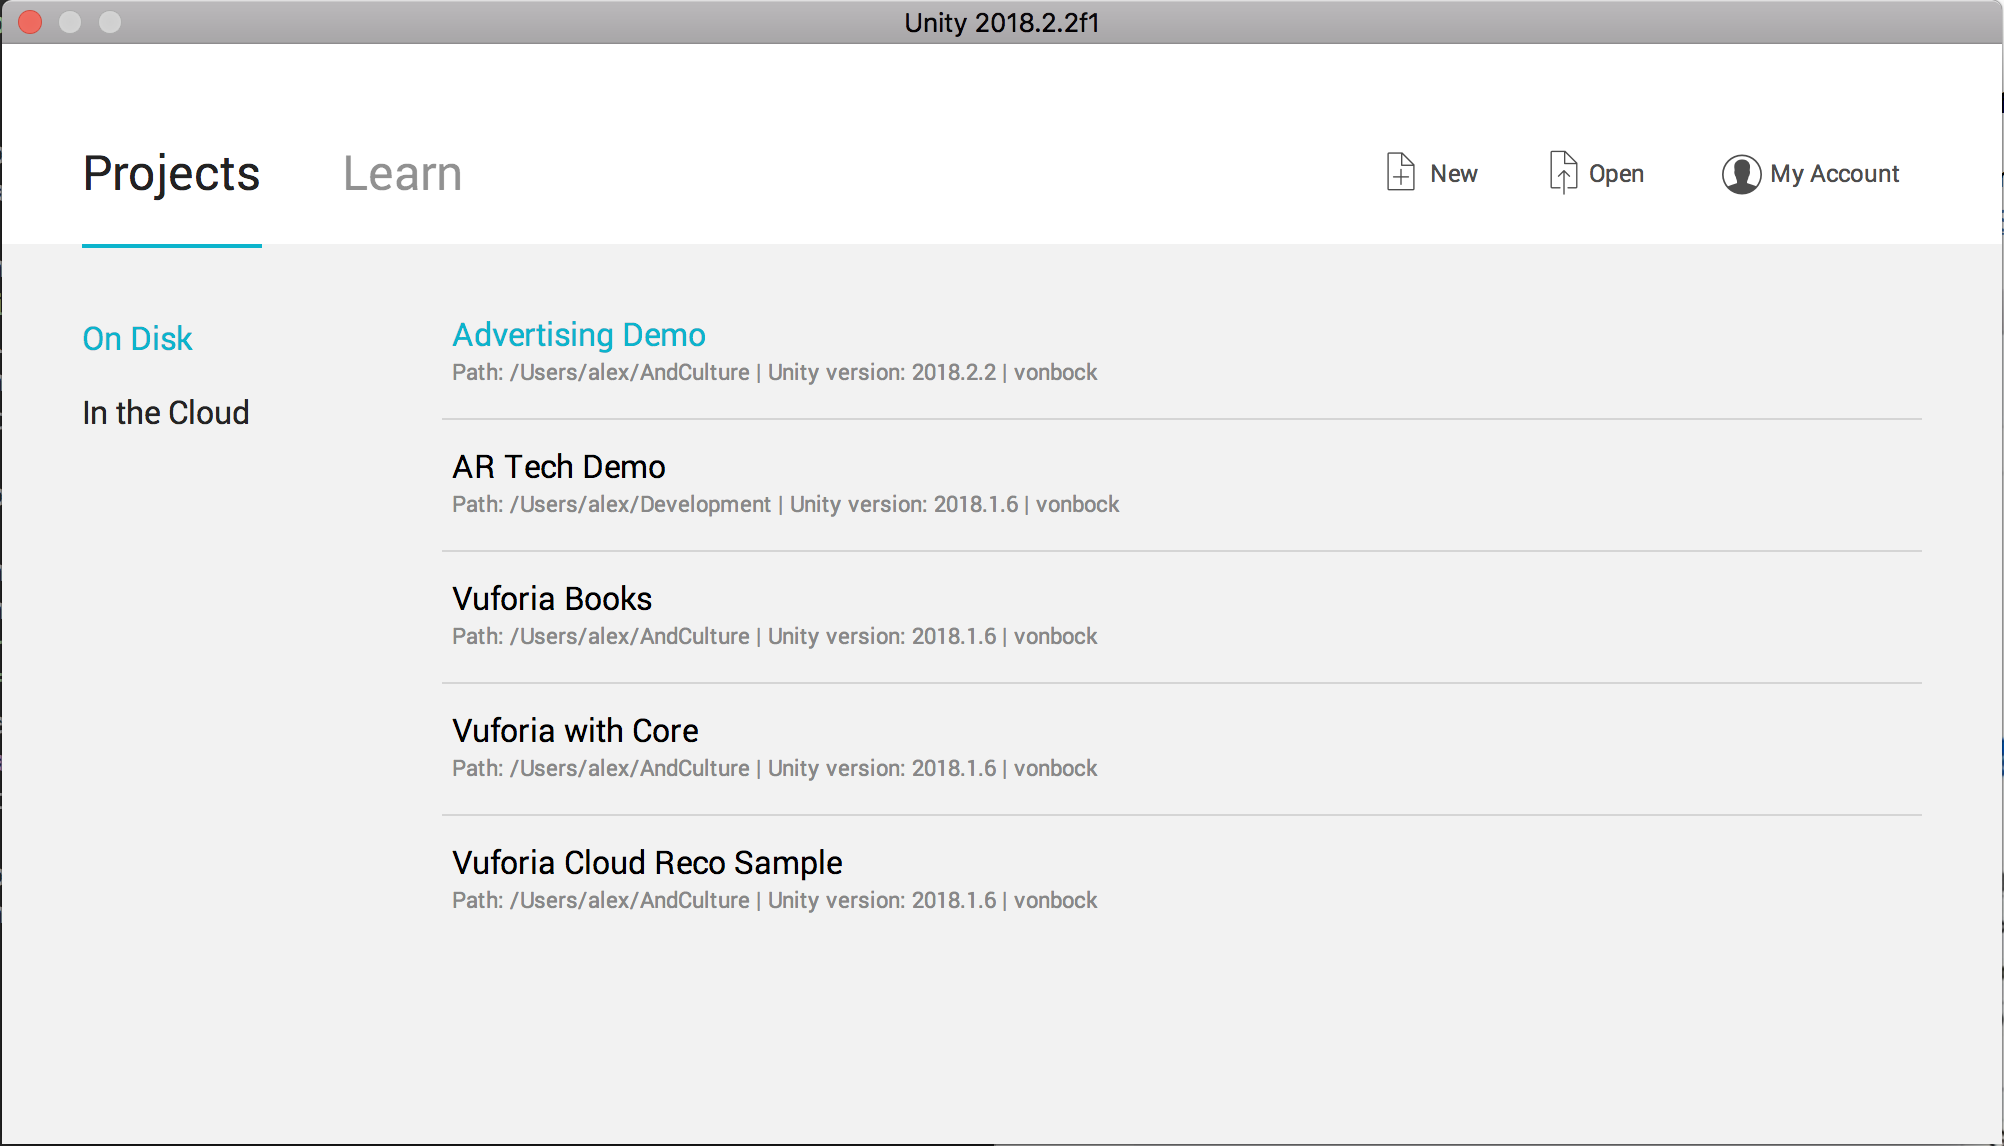 Unity 2018.2.2f1
Projects
Learn
New
Open
My Account
On Disk
In the Cloud
Advertising Demo
Path: /Users/alex/AndCulture | Unity version: 2018.2.2 | vonbock
AR Tech Demo
Path: /Users/alex/Development | Unity version: 2018.1.6 | vonbock
Vuforia Books
Path: /Users/alex/AndCulture | Unity version: 2018.1.6 | vonbock
Vuforia with Core
Path: /Users/alex/AndCulture | Unity version: 2018.1.6 | vonbock
Vuforia Cloud Reco Sample
Path: /Users/alex/AndCulture | Unity version: 2018.1.6 | vonbock